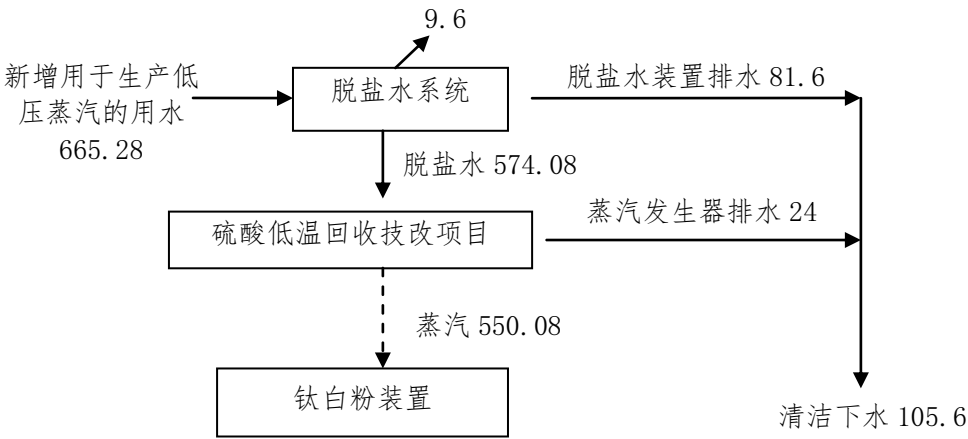 9.6
新增用于生产低
压蒸汽的用水
665.28
脱盐水系统
脱盐水装置排水 81.6
脱盐水 574.08
蒸汽发生器排水 24
硫酸低温回收技改项目
蒸汽 550.08
钛白粉装置
清洁下水 105.6